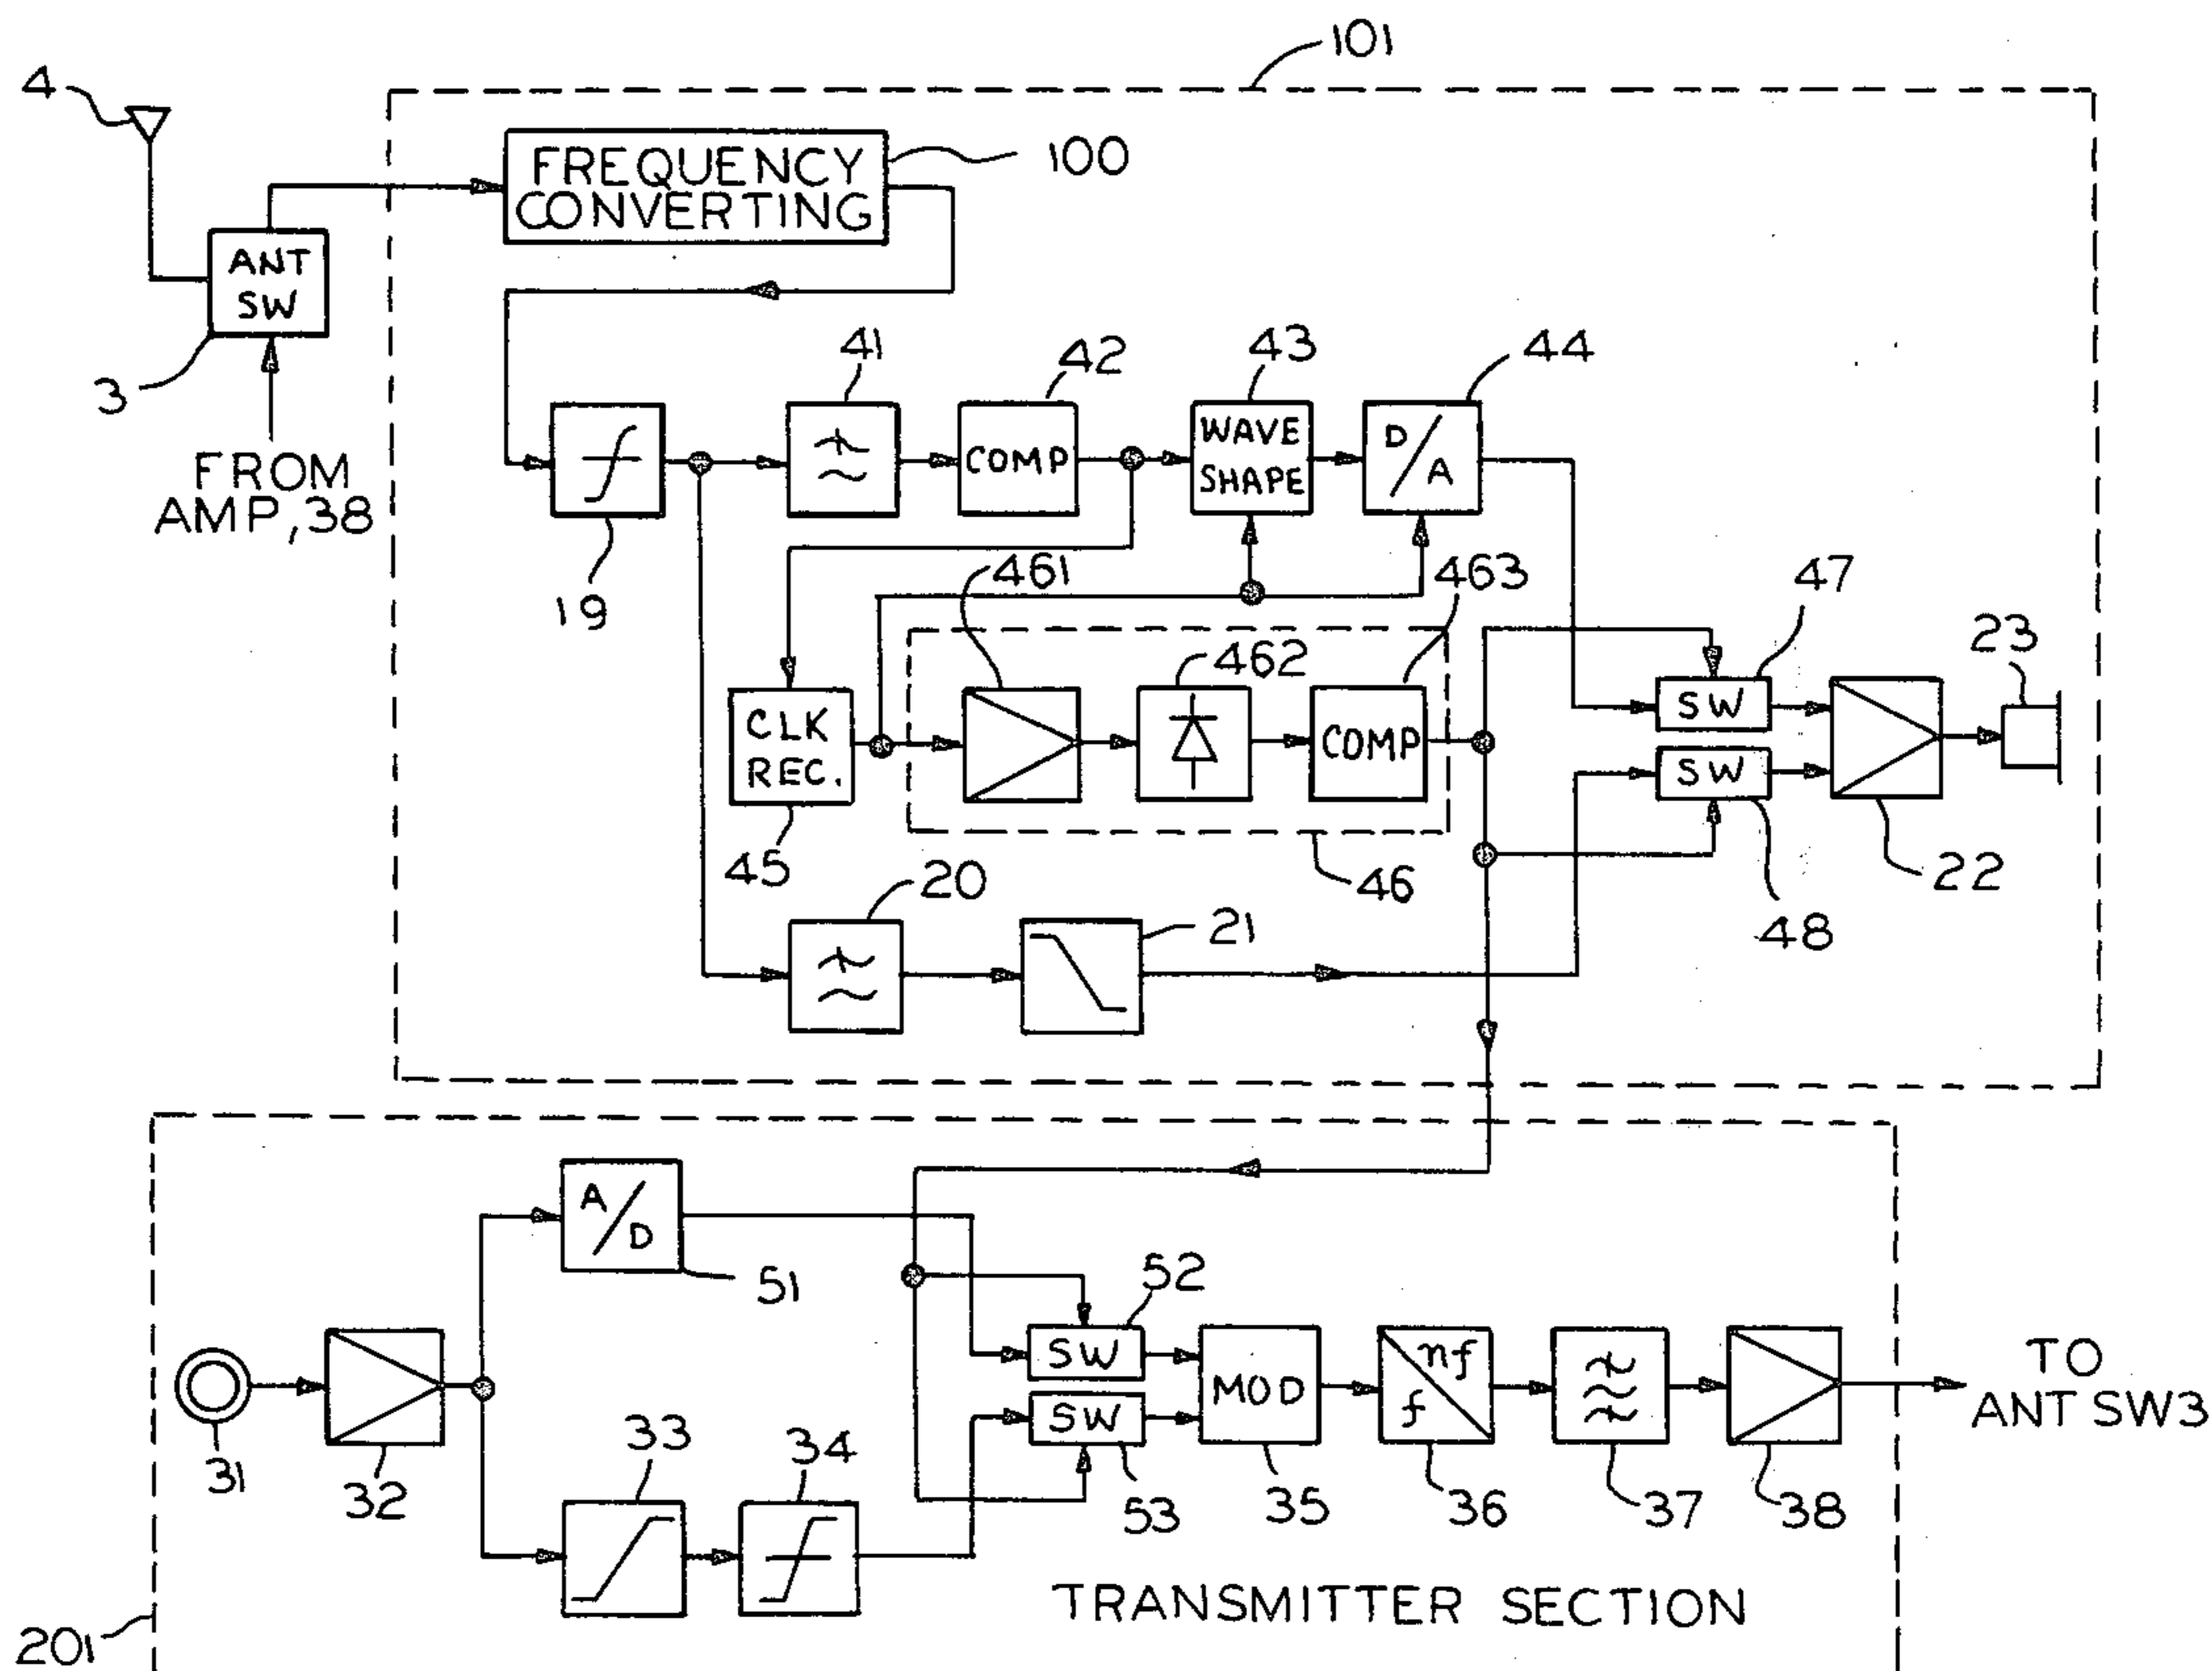 101
4
100
FREQUENCY
CONVERTING
ANT
SW
3
FROM
AMP, 38
41
42
43
44
COMP
WAVE
SHAPE
D/A
19
461
463
47
23
462
SW
CLK
REC.
COMP
SW
45
20
46
22
21
48
A/D
51
52
SW
MOD
nf
f
TO
ANT SW3
SW
31
32
33
34
53
35
36
37
38
TRANSMITTER SECTION
201